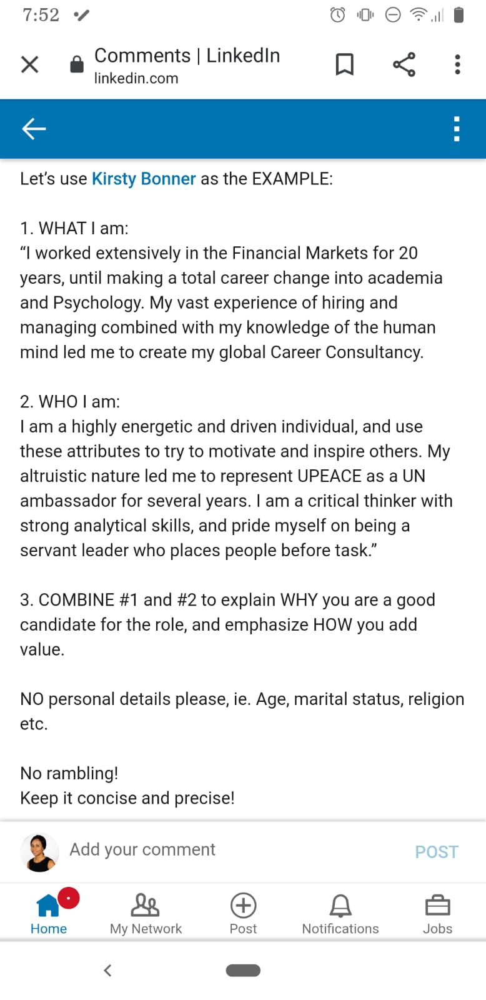 7:52
Comments | LinkedIn
linkedin.com
Let’s use Kirsty Bonner as the EXAMPLE:
1. WHAT I am:
“I worked extensively in the Financial Markets for 20
years, until making a total career change into academia
and Psychology. My vast experience of hiring and
managing combined with my knowledge of the human
mind led me to create my global Career Consultancy.
2. WHO I am:
I am a highly energetic and driven individual, and use
these attributes to try to motivate and inspire others. My
altruistic nature led me to represent UPEACE as a UN
ambassador for several years. I am a critical thinker with
strong analytical skills, and pride myself on being a
servant leader who places people before task.”
3. COMBINE #1 and #2 to explain WHY you are a good
candidate for the role, and emphasize HOW you add
value.
NO personal details please, ie. Age, marital status, religion
etc.
No rambling!
Keep it concise and precise!
Add your comment POST
Home My Network Post Notifications Jobs